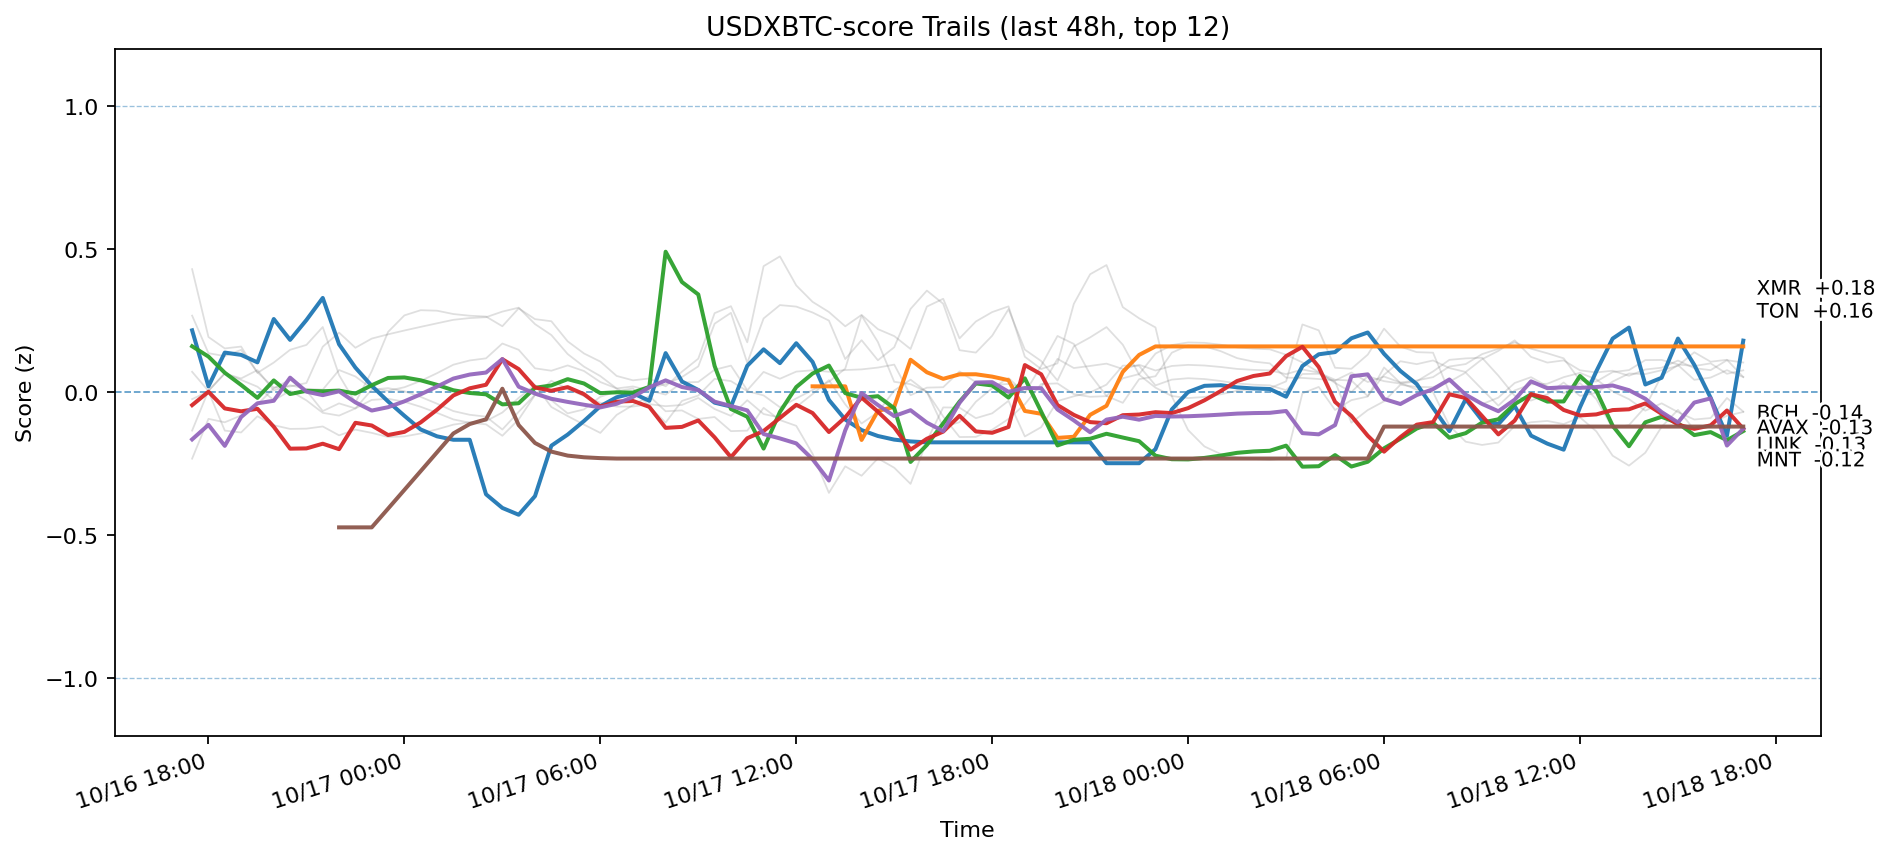 USDXBTC-score Trails (last 48h, top 12)
Score (z)
1.0
0.5
0.0
−0.5
−1.0
XMR +0.18
TON +0.16
BCH -0.14
AVAX -0.13
LINK -0.13
MNT -0.12
10/16 18:00
10/17 00:00
10/17 06:00
10/17 12:00
10/17 18:00
10/18 00:00
10/18 06:00
10/18 12:00
10/18 18:00
Time